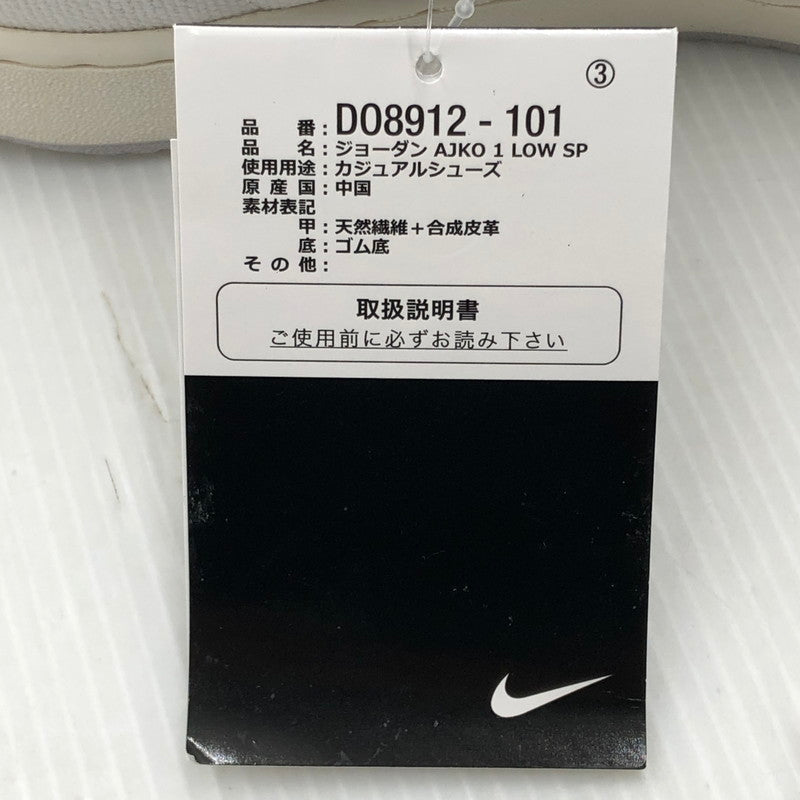 ③
品番：DO8912 - 101
品名：ジョーダン AJKO 1 LOW SP
使用用途：カジュアルシューズ
原産国：中国
素材表記
甲：天然繊維＋合成皮革
底：ゴム底
その他：
取扱説明書
ご使用前に必ずお読み下さい